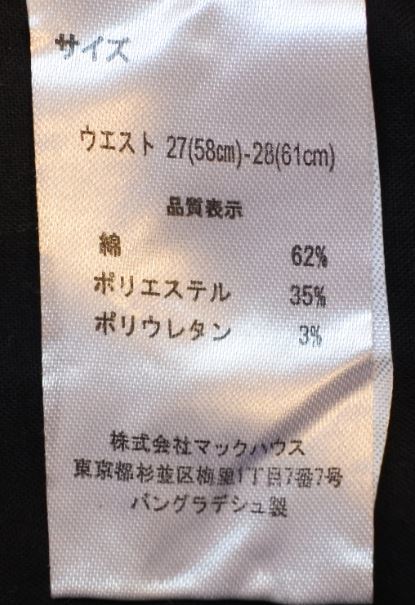 サイズ
ウエスト 27(58cm)-28(61cm)
品質表示
綿 62%
ポリエステル 35%
ポリウレタン 3%
株式会社マックハウス
東京都杉並区梅里1丁目7番7号
バングラデシュ製